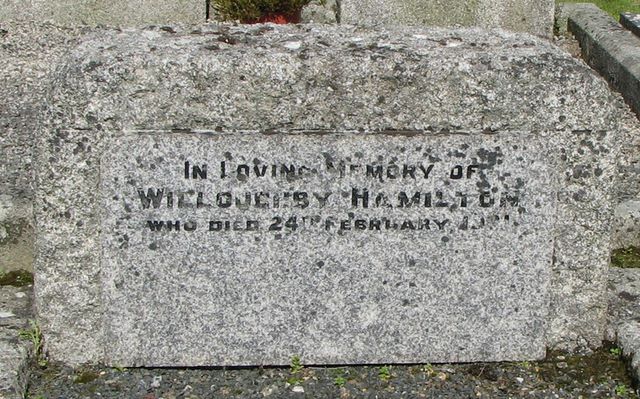 IN LOVING MEMORY OF
WILLOUGHBY HAMILTON
WHO DIED 24TH FEBRUARY